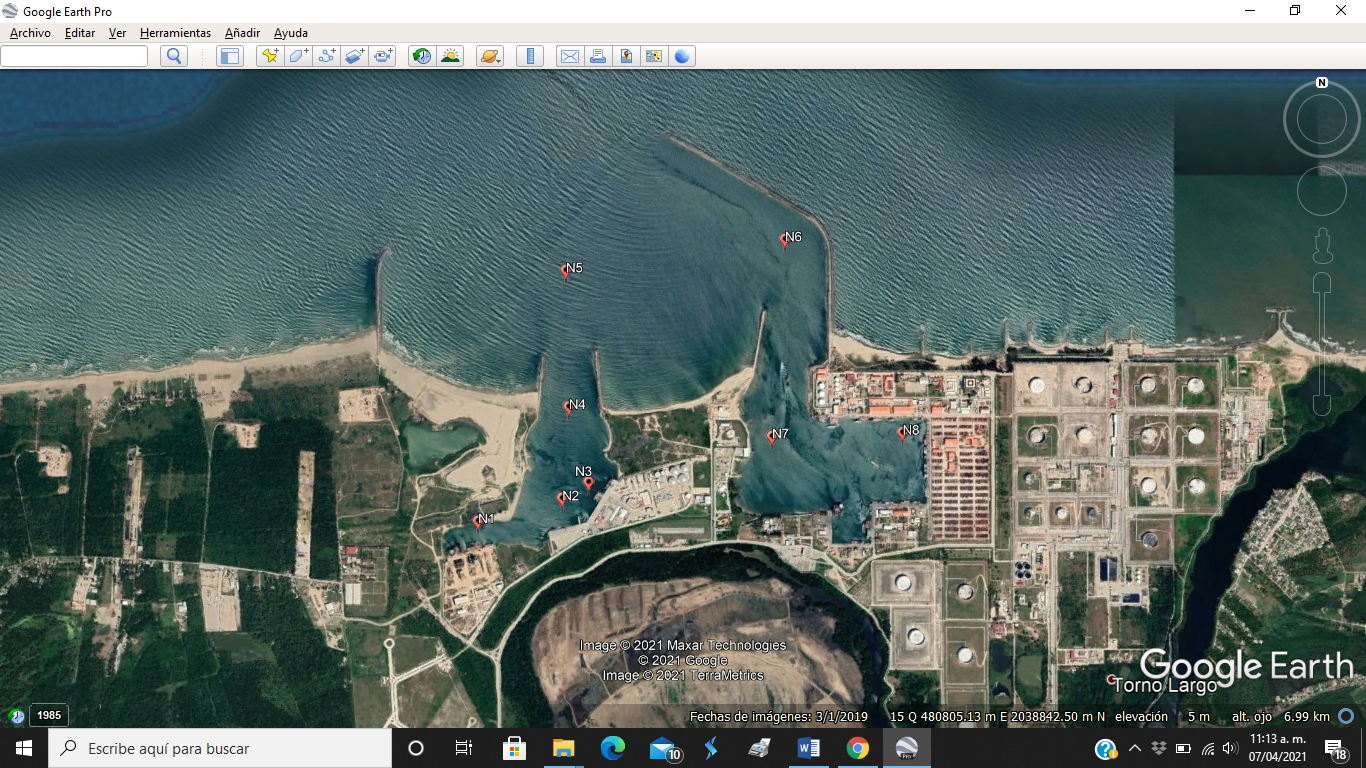 Google Earth Pro
Archivo Editar Ver Herramientas Añadir Ayuda
N
N6
N5
N4
N7
N8
N3
N2
N1
Image © 2021 Maxar Technologies
© 2021 Google
Image © 2021 TerraMetrics
Google Earth
Torno Largo
1985
Fechas de imágenes: 3/1/2019 15 Q 480805.13 m E 2038842.50 m N elevación 5 m alt. ojo 6.99 km
Escribe aquí para buscar
10
W
Pro
?
11:13 a. m.
07/04/2021
18